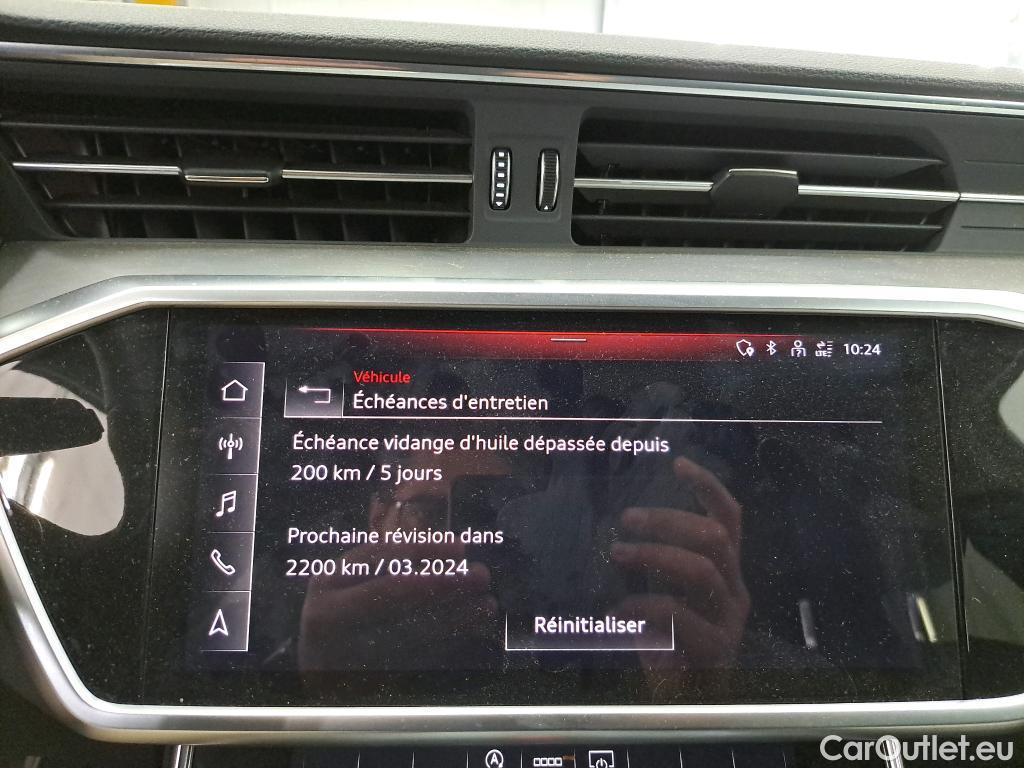 10:24
Véhicule
Échéances d'entretien
Échéance vidange d'huile dépassée depuis
200 km / 5 jours
Prochaine révision dans
2200 km / 03.2024
Réinitialiser
A
CarOutlet.eu